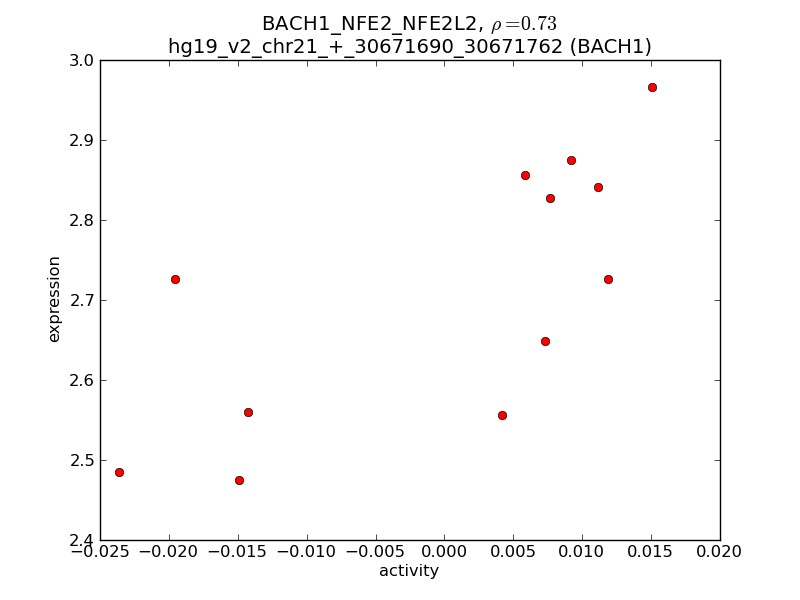 BACH1_NFE2_NFE2L2, ρ=0.73
hg19_v2_chr21_+_30671690_30671762 (BACH1)
3.0
2.9
2.8
2.7
2.6
2.5
2.4
expression
−0.025 −0.020 −0.015 −0.010 −0.005 0.000 0.005 0.010 0.015 0.020
activity